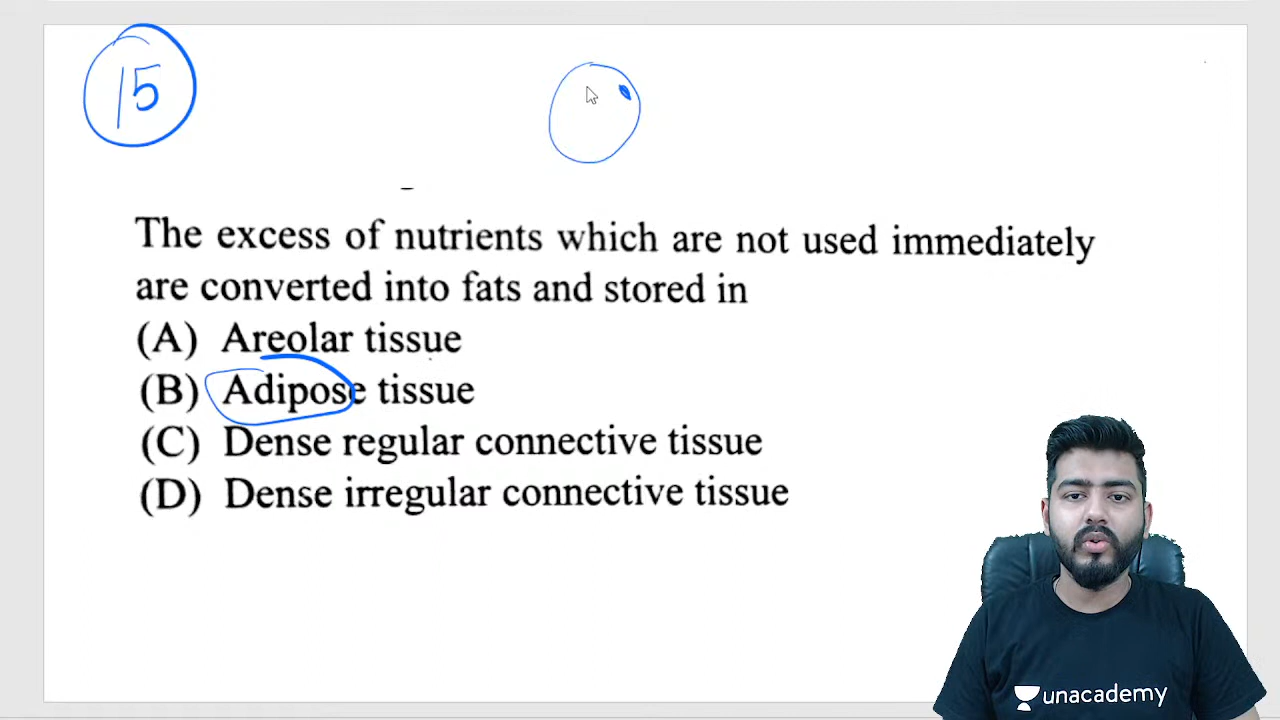 15
The excess of nutrients which are not used immediately
are converted into fats and stored in
(A) Areolar tissue
(B) Adipose tissue
(C) Dense regular connective tissue
(D) Dense irregular connective tissue
unacademy